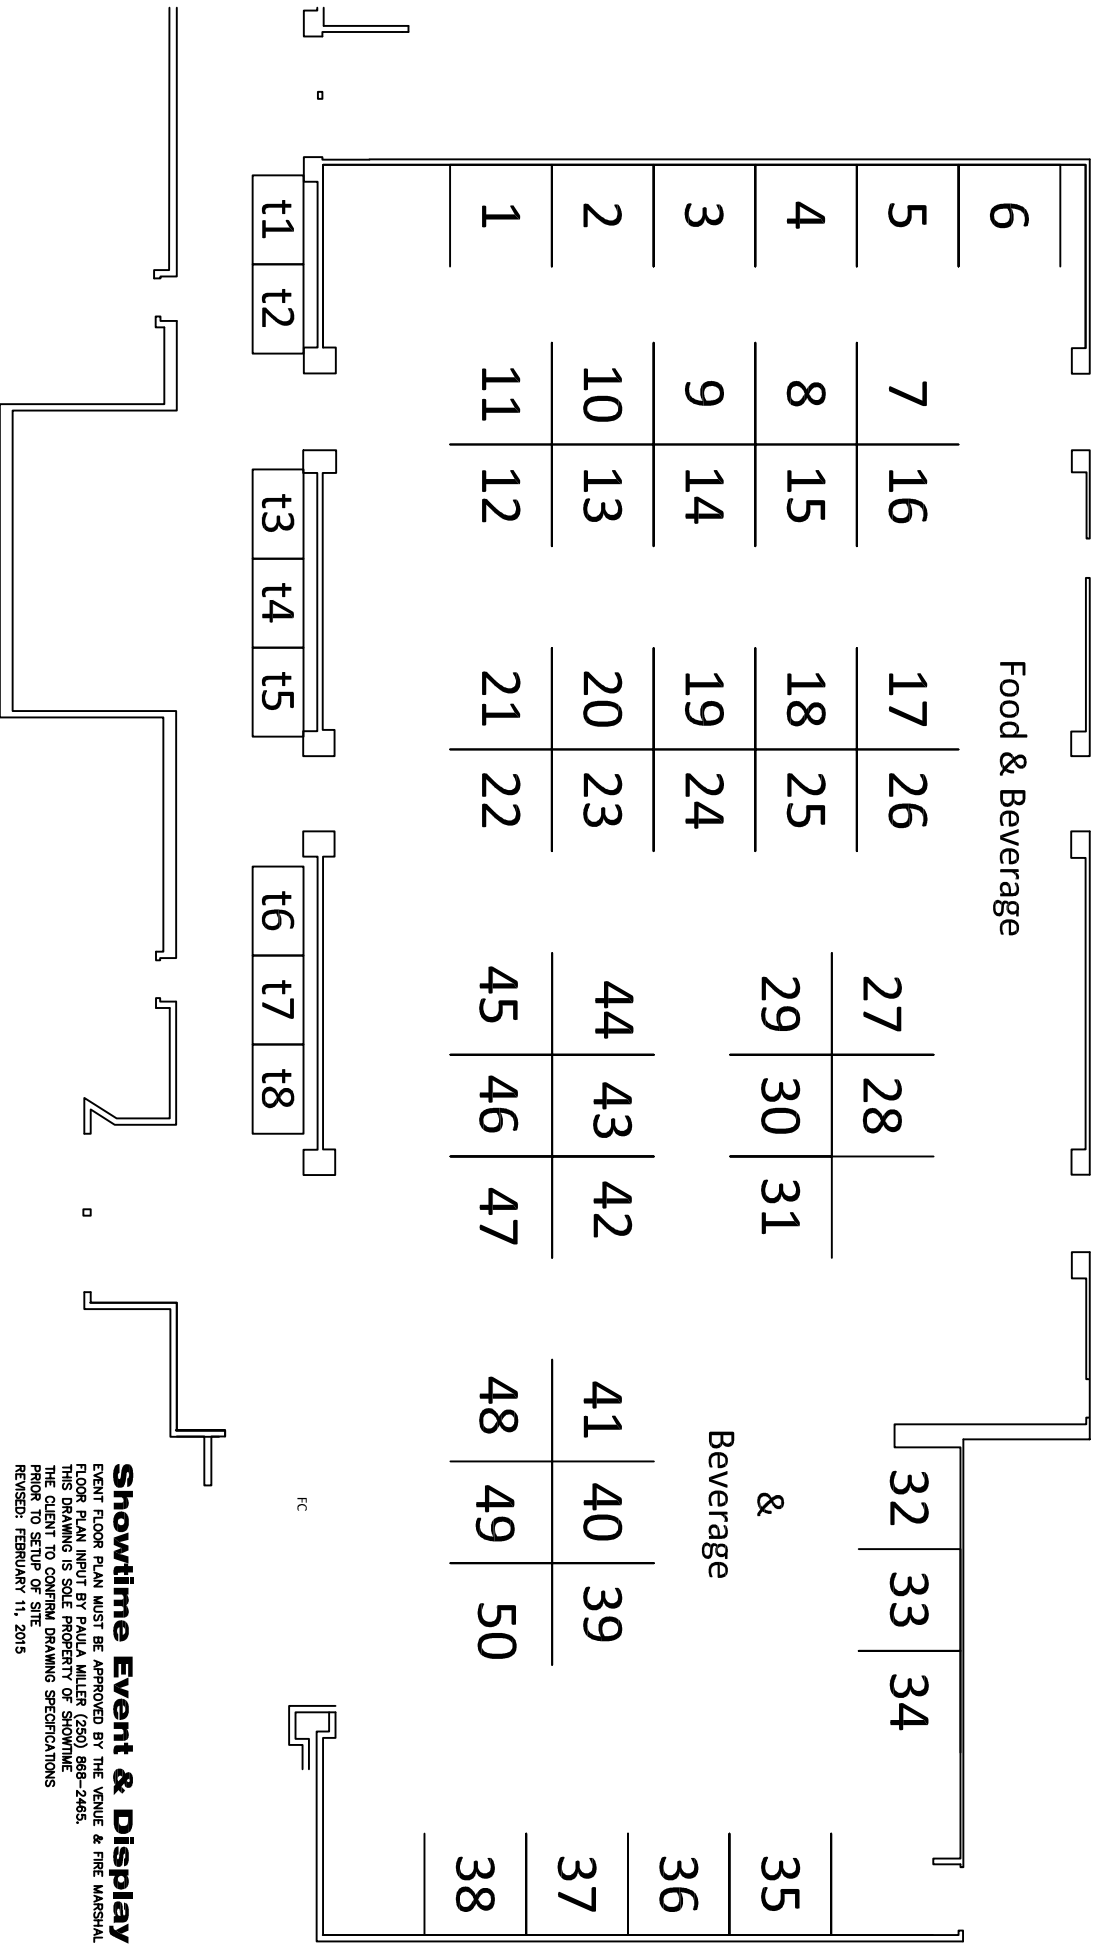 6 Food & Beverage
5 7 16 17 26 27 28 32 33 34
4 8 15 18 25 29 30 31 & 35
3 9 14 19 24 Beverage 36
2 10 13 20 23 44 43 42 41 40 39 37
1 11 12 21 22 45 46 47 48 49 50 38
FC
t1 t2 t3 t4 t5 t6 t7 t8
Showtime Event & Display
EVENT FLOOR PLAN MUST BE APPROVED BY THE VENUE & FIRE MARSHAL
FLOOR PLAN INPUT BY PAULA MILLER (250) 868-2465.
THIS DRAWING IS SOLE PROPERTY OF SHOWTIME
THE CLIENT TO CONFIRM DRAWING SPECIFICATIONS
PRIOR TO SETUP OF SITE
REVISED: FEBRUARY 11, 2015